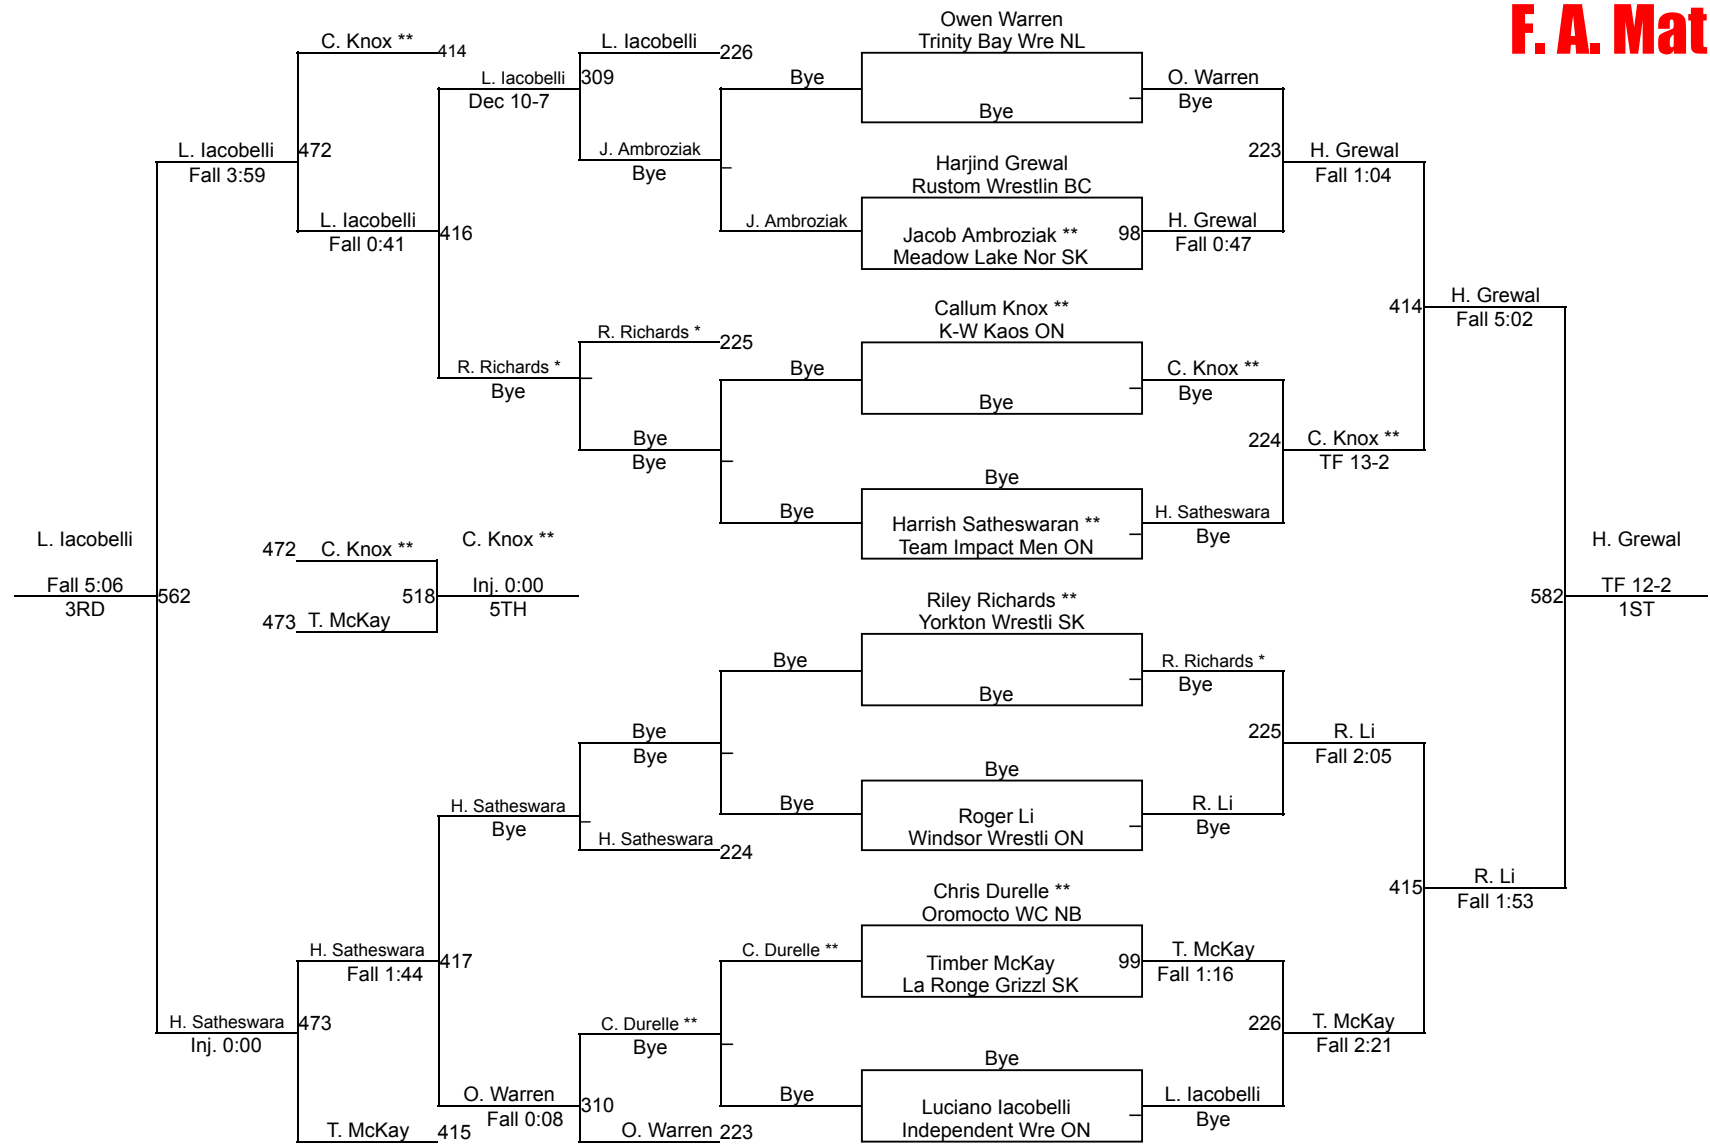 F. A. Mat
Owen Warren
Trinity Bay Wre NL
C. Knox **
414
L. Iacobelli
226
L. Iacobelli
309
Dec 10-7
Bye
Bye
O. Warren
Bye
L. Iacobelli
472
Fall 3:59
J. Ambroziak
Bye
Harjind Grewal
Rustom Wrestlin BC
223
H. Grewal
Fall 1:04
L. Iacobelli
416
Fall 0:41
J. Ambroziak
Jacob Ambroziak **
Meadow Lake Nor SK
98
H. Grewal
Fall 0:47
Callum Knox **
K-W Kaos ON
414
H. Grewal
Fall 5:02
R. Richards *
225
R. Richards *
Bye
Bye
Bye
C. Knox **
Bye
Bye
Bye
224
C. Knox **
TF 13-2
Bye
Bye
Harrish Satheswaran **
Team Impact Men ON
H. Satheswara
Bye
L. Iacobelli
Fall 5:06
3RD
562
472
C. Knox **
C. Knox **
518
Inj. 0:00
5TH
473
T. McKay
H. Grewal
582
TF 12-2
1ST
Riley Richards **
Yorkton Wrestli SK
Bye
Bye
R. Richards *
Bye
Bye
Bye
225
R. Li
Fall 2:05
Bye
H. Satheswara
Bye
Bye
Roger Li
Windsor Wrestli ON
R. Li
Bye
H. Satheswara
224
415
R. Li
Fall 1:53
Chris Durelle **
Oromocto WC NB
H. Satheswara
417
Fall 1:44
C. Durelle **
Timber McKay
La Ronge Grizzl SK
99
T. McKay
Fall 1:16
H. Satheswara
473
Inj. 0:00
C. Durelle **
Bye
226
T. McKay
Fall 2:21
Bye
O. Warren
310
Fall 0:08
Bye
Luciano Iacobelli
Independent Wre ON
L. Iacobelli
Bye
T. McKay
415
O. Warren
223